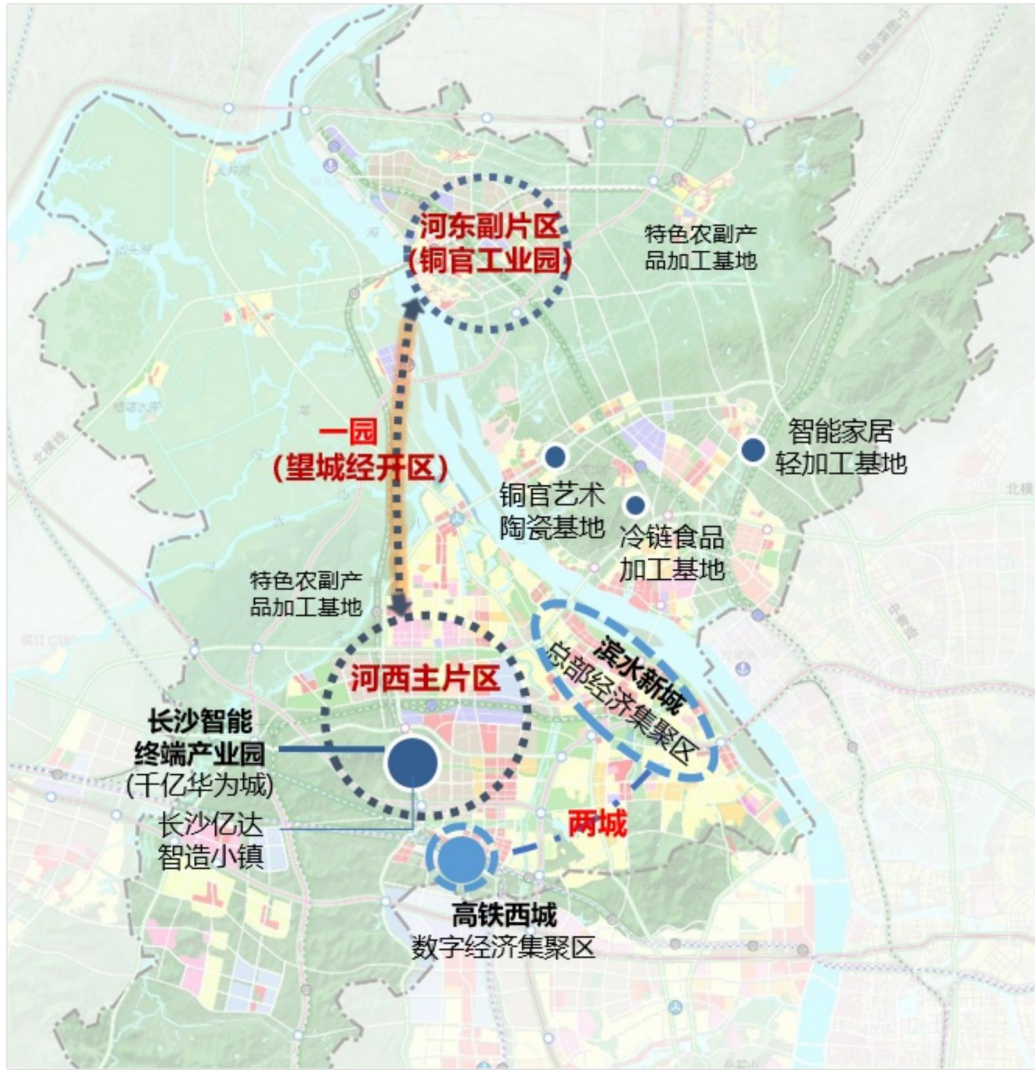 河东副片区
(铜官工业园)
特色农副产
品加工基地
一园
(望城经开区)
智能家居
轻加工基地
铜官艺术
陶瓷基地
冷链食品
加工基地
特色农副产
品加工基地
滨水新城
总部经济集聚区
河西主片区
长沙智能
终端产业园
(千亿华为城)
长沙亿达
智造小镇
两城
高铁西城
数字经济集聚区
北横线
北横